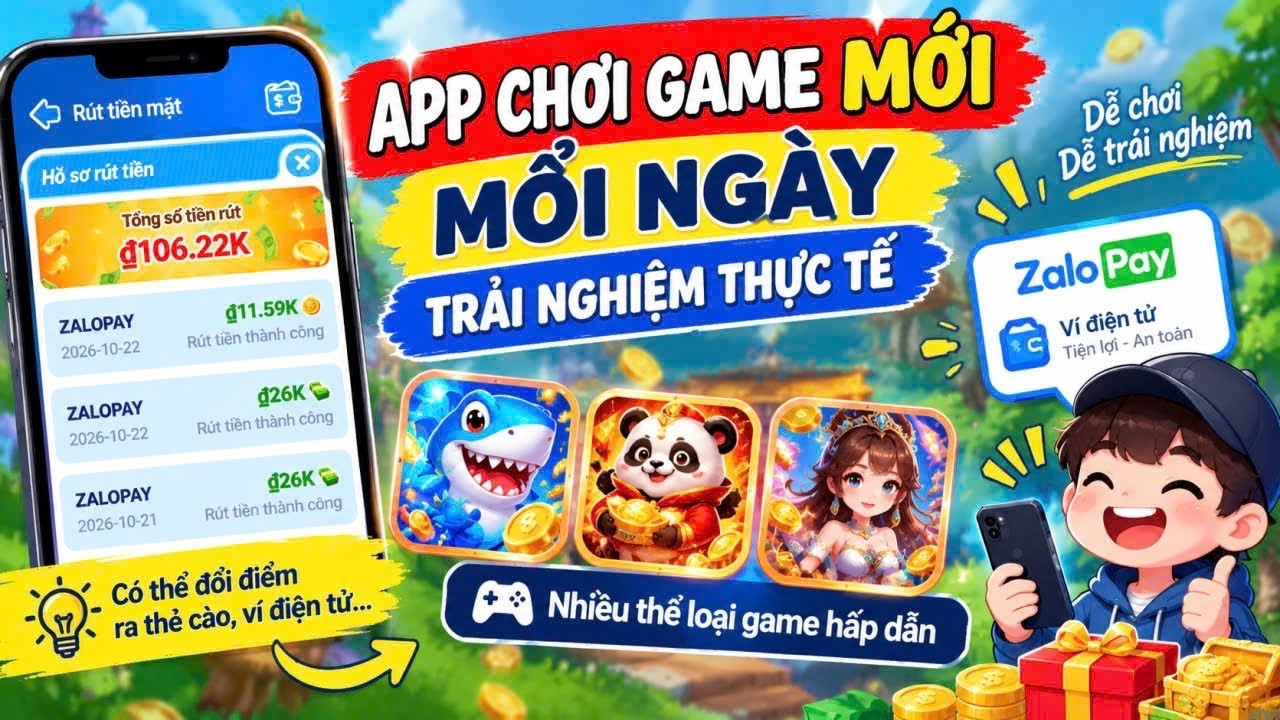 Rút tiền mặt
Hồ sơ rút tiền
Tổng số tiền rút
₫106.22K
ZALOPAY
₫11.59K
2026-10-22
Rút tiền thành công
ZALOPAY
₫26K
2026-10-22
Rút tiền thành công
ZALOPAY
₫26K
2026-10-21
Rút tiền thành công
Có thể đổi điểm
ra thẻ cào, ví điện tử...
APP CHƠI GAME MỚI
MỔI NGÀY
TRẢI NGHIỆM THỰC TẾ
Dễ chơi
Dễ trải nghiệm
Zalo Pay
Ví điện tử
Tiện lợi - An toàn
Nhiều thể loại game hấp dẫn